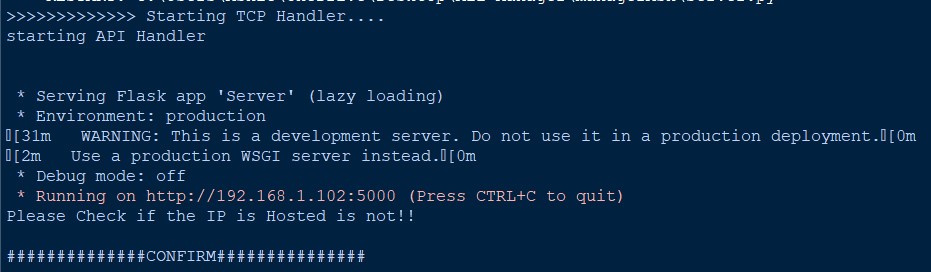 >>>>>>>>>>>>> Starting TCP Handler....
starting API Handler
* Serving Flask app 'Server' (lazy loading)
* Environment: production
▯[31m   WARNING: This is a development server. Do not use it in a production deployment.▯[0m
▯[2m   Use a production WSGI server instead.▯[0m
* Debug mode: off
* Running on http://192.168.1.102:5000 (Press CTRL+C to quit)
Please Check if the IP is Hosted is not!!
##############CONFIRM###############